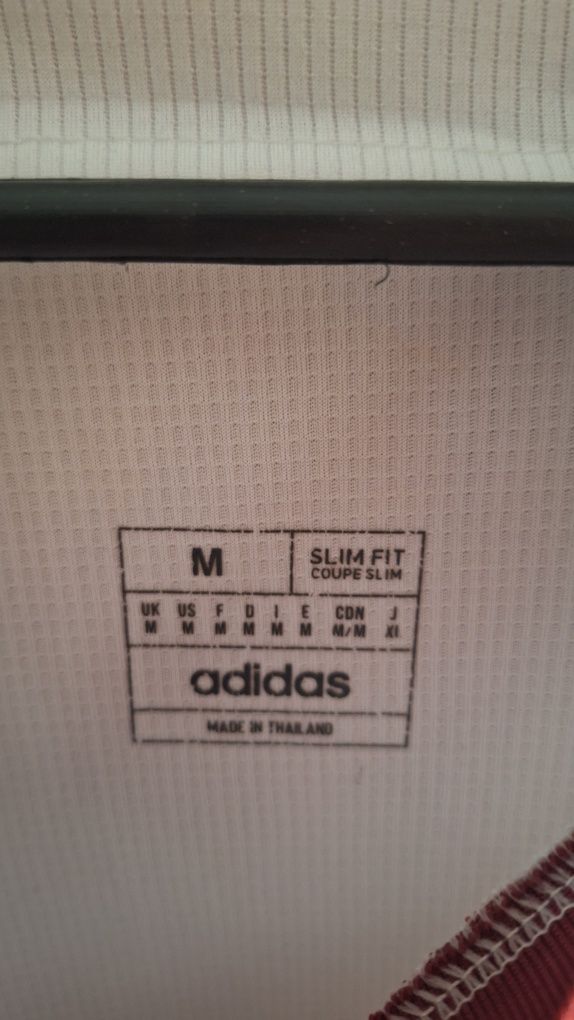 M
SLIM FIT
COUPE SLIM
UK US F D I E CDN J
M M M M M M M/M XL
adidas
MADE IN THAILAND